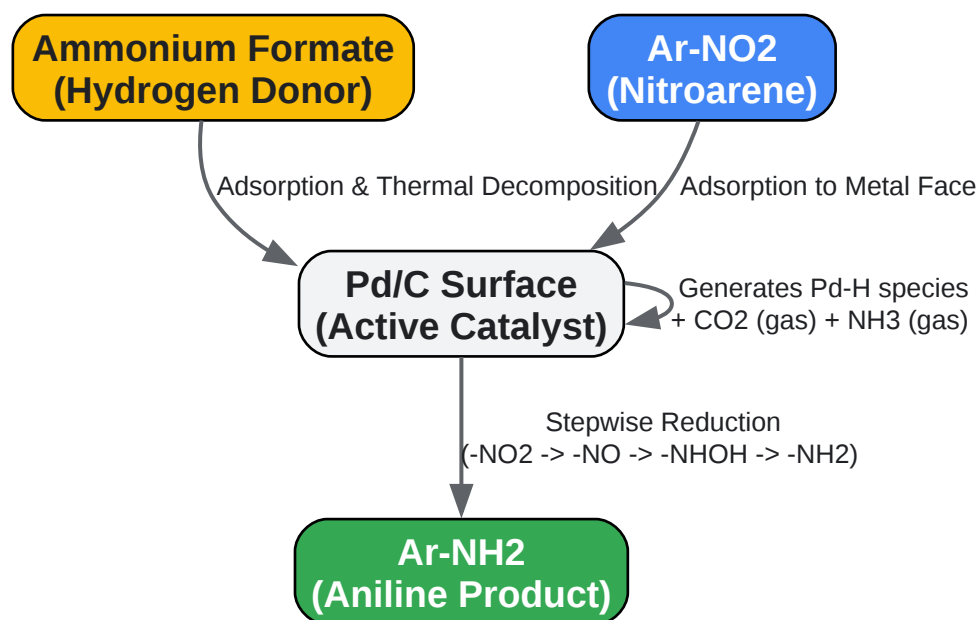 Ammonium Formate
(Hydrogen Donor)
Ar-NO2
(Nitroarene)
Adsorption & Thermal Decomposition
Adsorption to Metal Face
Pd/C Surface
(Active Catalyst)
Generates Pd-H species
+ CO2 (gas) + NH3 (gas)
Stepwise Reduction
(-NO2 -> -NO -> -NHOH -> -NH2)
Ar-NH2
(Aniline Product)